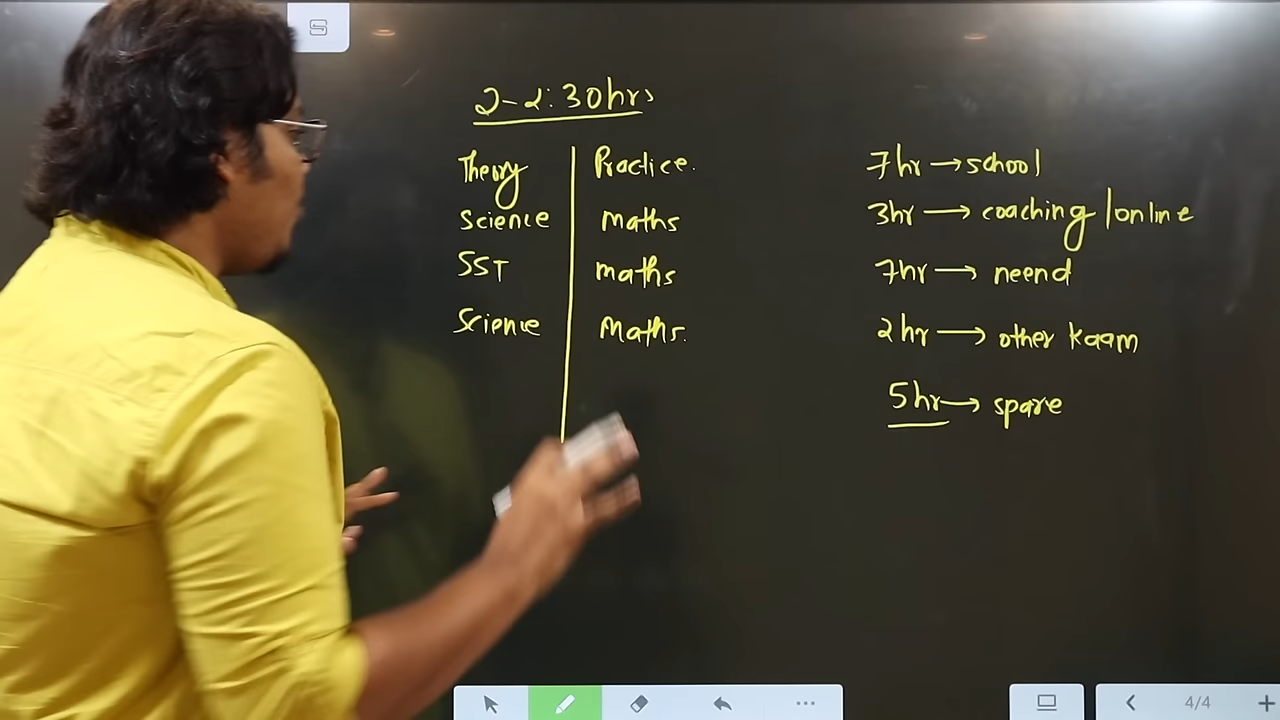 2-2:30hrs
Theory Practice.
Science maths
SST maths
Science Maths.
7hr → school
3hr → coaching / online
7hr → neend
2hr → other kaam
5hr → spare
4/4